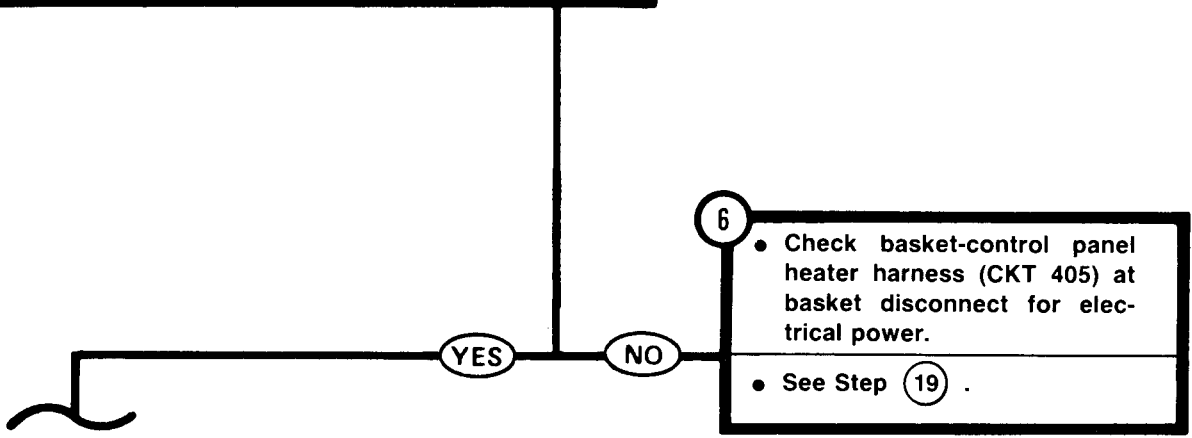 6
● Check basket-control panel
heater harness (CKT 405) at
basket disconnect for elec-
trical power.
YES
NO
● See Step 19 .